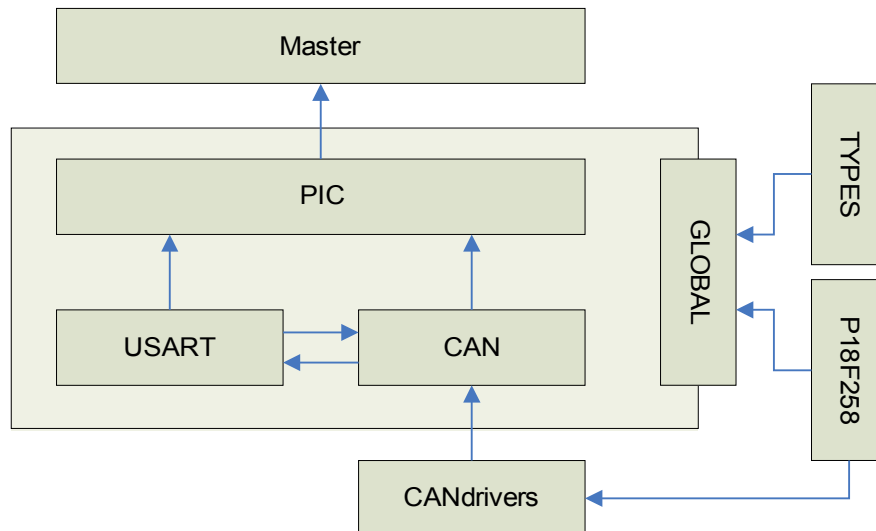 Master
PIC
TYPES
GLOBAL
USART
CAN
P18F258
CANdrivers